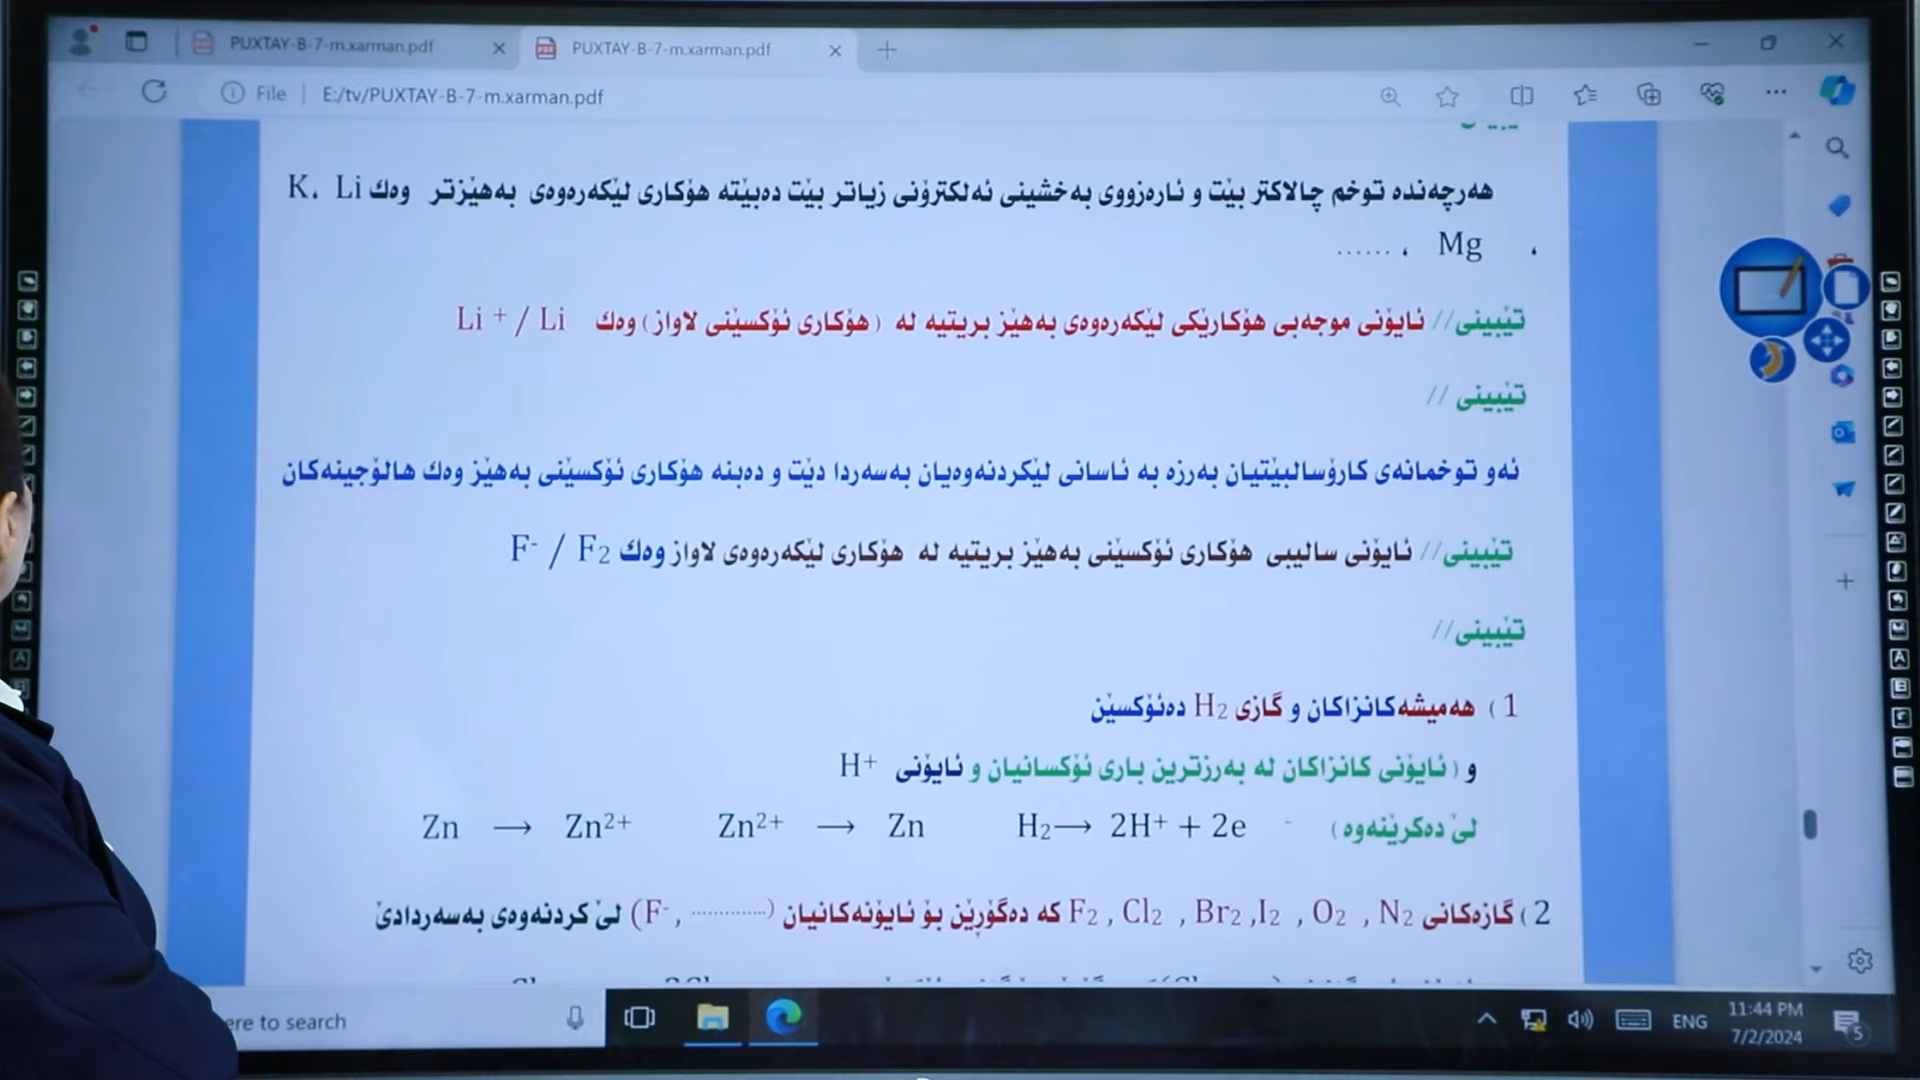 PUXTAY-B-7-m.xarman.pdf
PUXTAY-B-7-m.xarman.pdf
File E:/tv/PUXTAY-B-7-m.xarman.pdf
هەرچەندە توخم چالاکتر بێت و ئارەزووی بەخشینی ئەلکترۆنی زیاتر بێت دەبێتە هۆکاری لێکەرەوەی بەهێزتر وەك K، Li
، Mg ، ......
تێبینی// ئایۆنی موجەبی هۆکارێکی لێکەرەوەی بەهێز بریتیە لە (هۆکاری ئۆکسێنی لاواز) وەك Li + / Li
تێبینی //
ئەو توخمانەی کارۆسالبێتیان بەرزە بە ئاسانی لێکردنەوەیان بەسەردا دێت و دەبنە هۆکاری ئۆکسێنی بەهێز وەك هالۆجینەکان
تێبینی// ئایۆنی سالیبی هۆکاری ئۆکسێنی بەهێز بریتیە لە هۆکاری لێکەرەوەی لاواز وەك F- / F2
تێبینی//
1) هەمیشە کانزاکان و گازی H2 دەئۆکسێن
و (ئایۆنی کانزاکان لە بەرزترین باری ئۆکسانیان و ئایۆنی H+
لێ دەکرێنەوە) Zn → Zn2+ Zn2+ → Zn H2→ 2H+ + 2e -
2) گازەکانی F2 , Cl2 , Br2 ,I2 , O2 , N2 کە دەگۆڕێن بۆ ئایۆنەکانیان (F- , .............) لێ کردنەوەی بەسەردادێ
ere to search
ENG
11:44 PM
7/2/2024
5